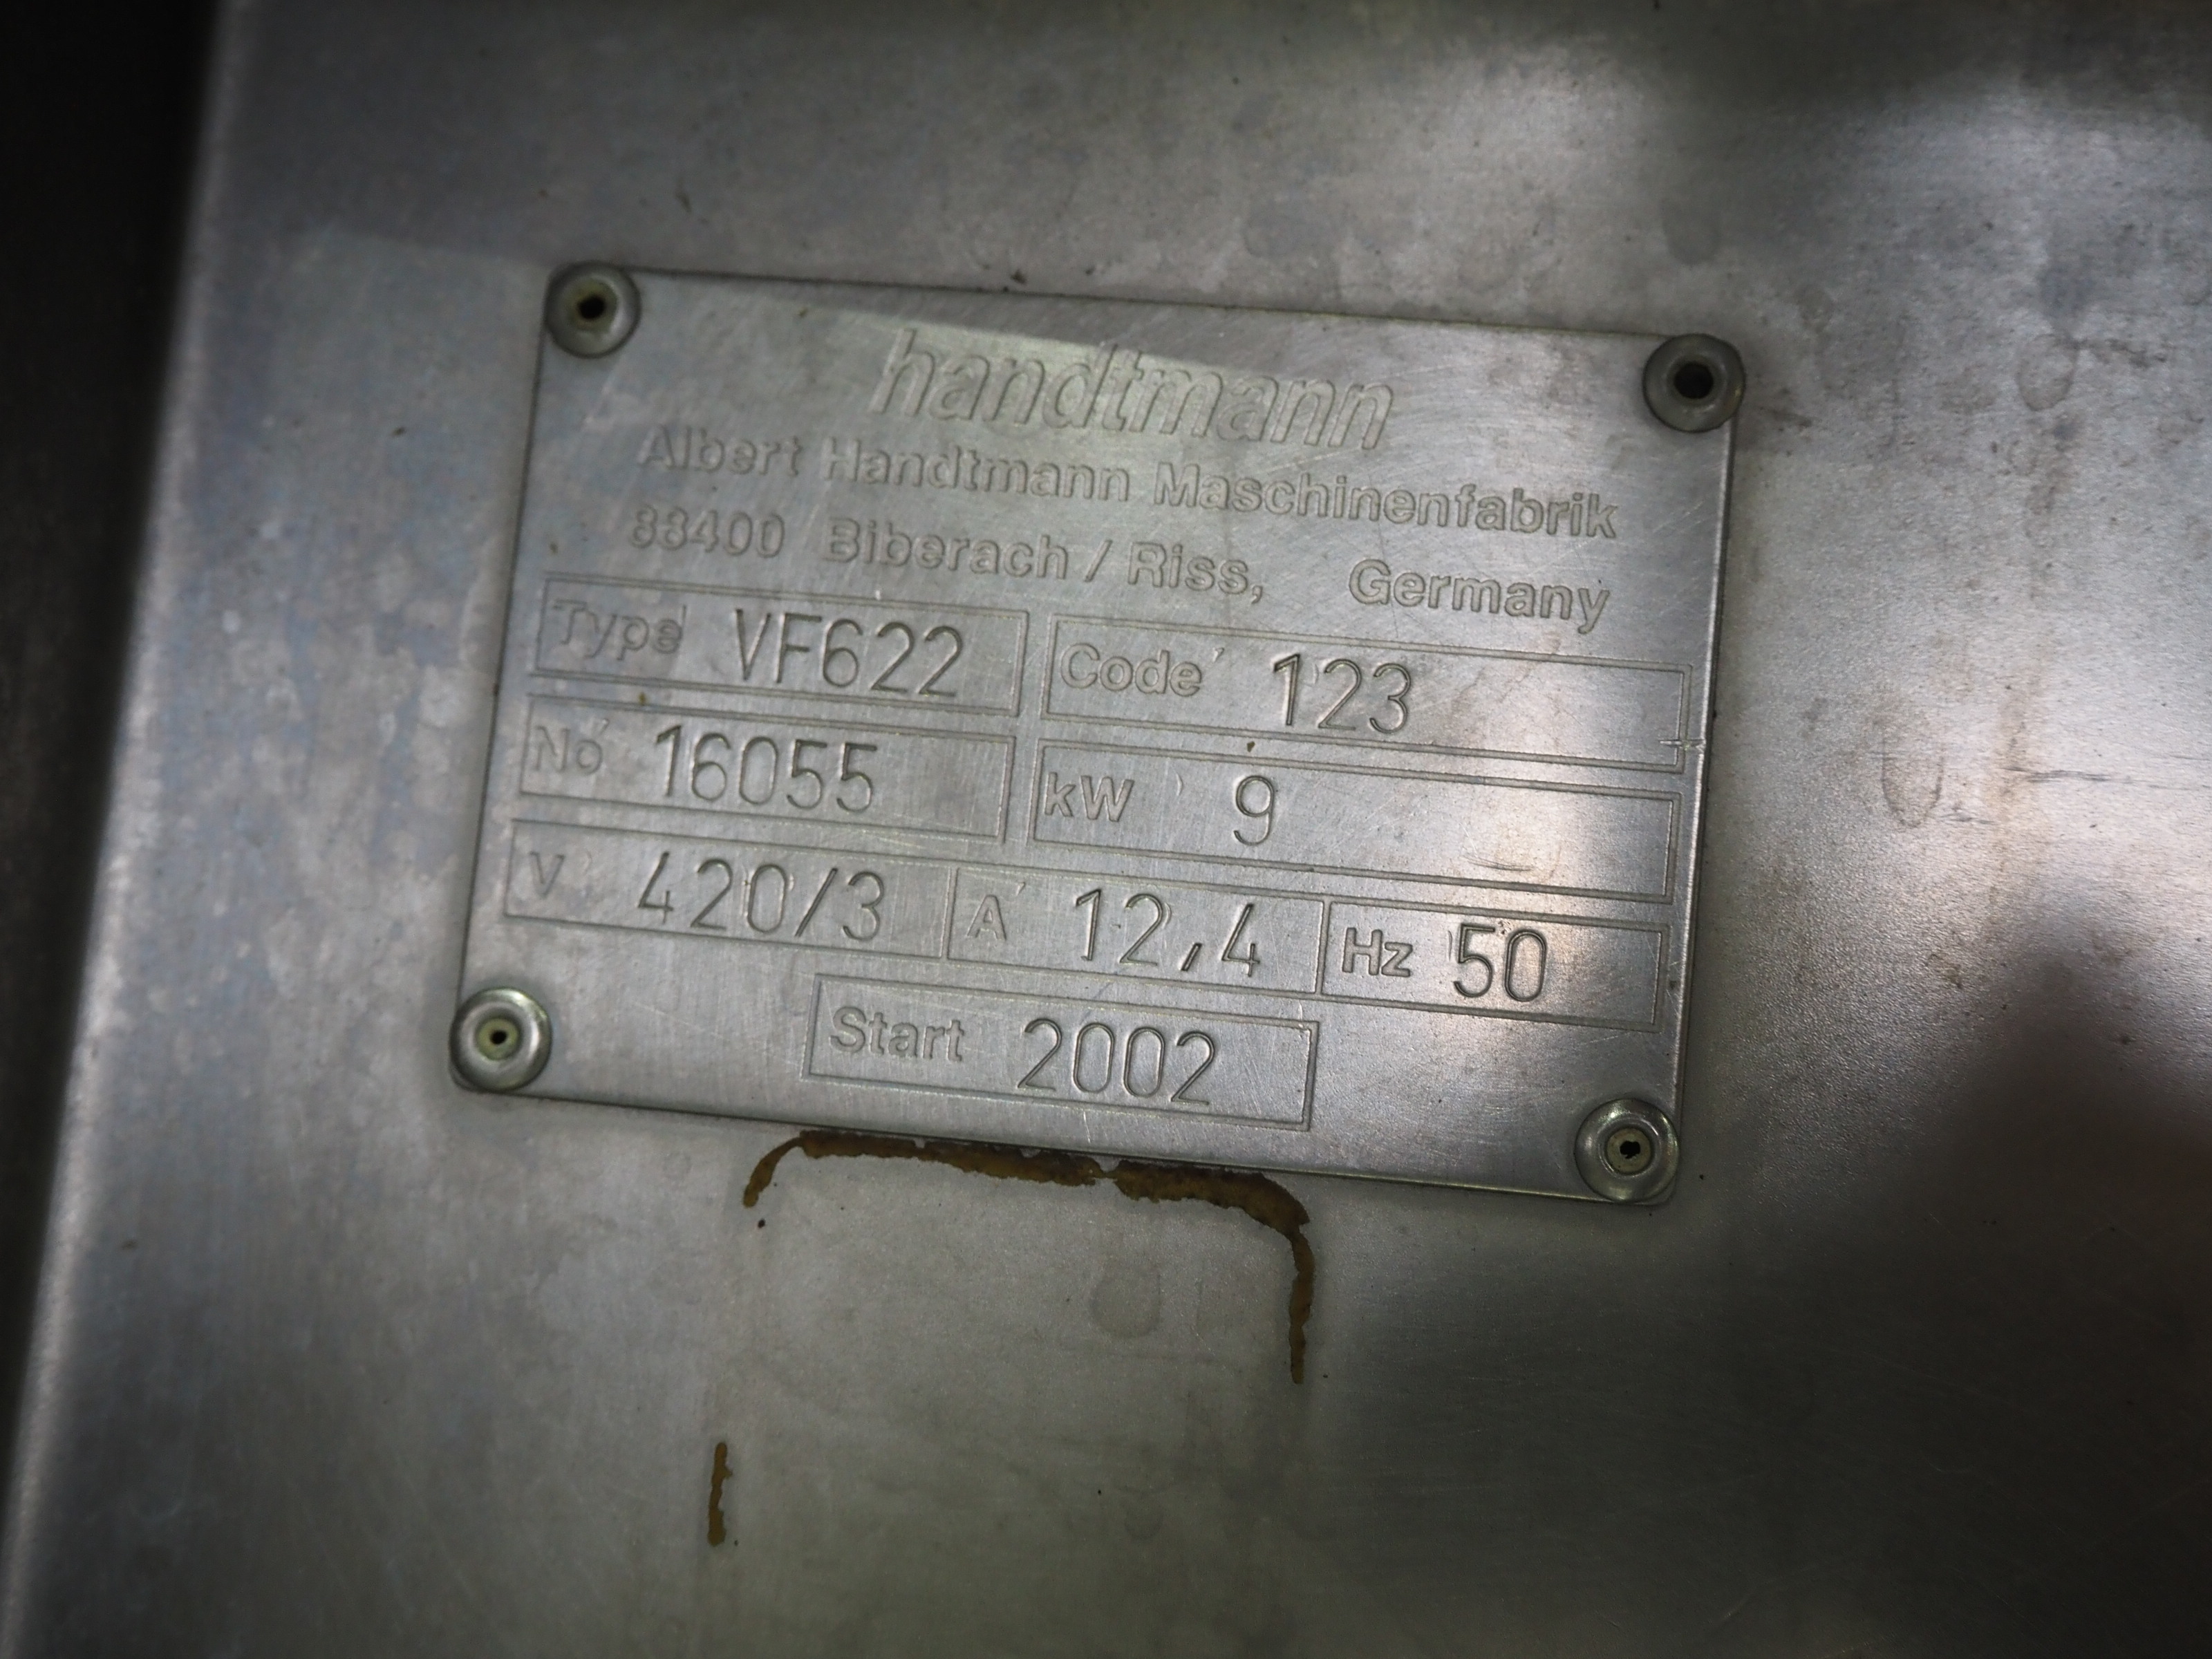 handtmann
Albert Handtmann Maschinenfabrik
88400 Biberach / Riss, Germany
Type VF622 Code 123
No 16055 kW 9
V 420/3 A 12,4 Hz 50
Start 2002